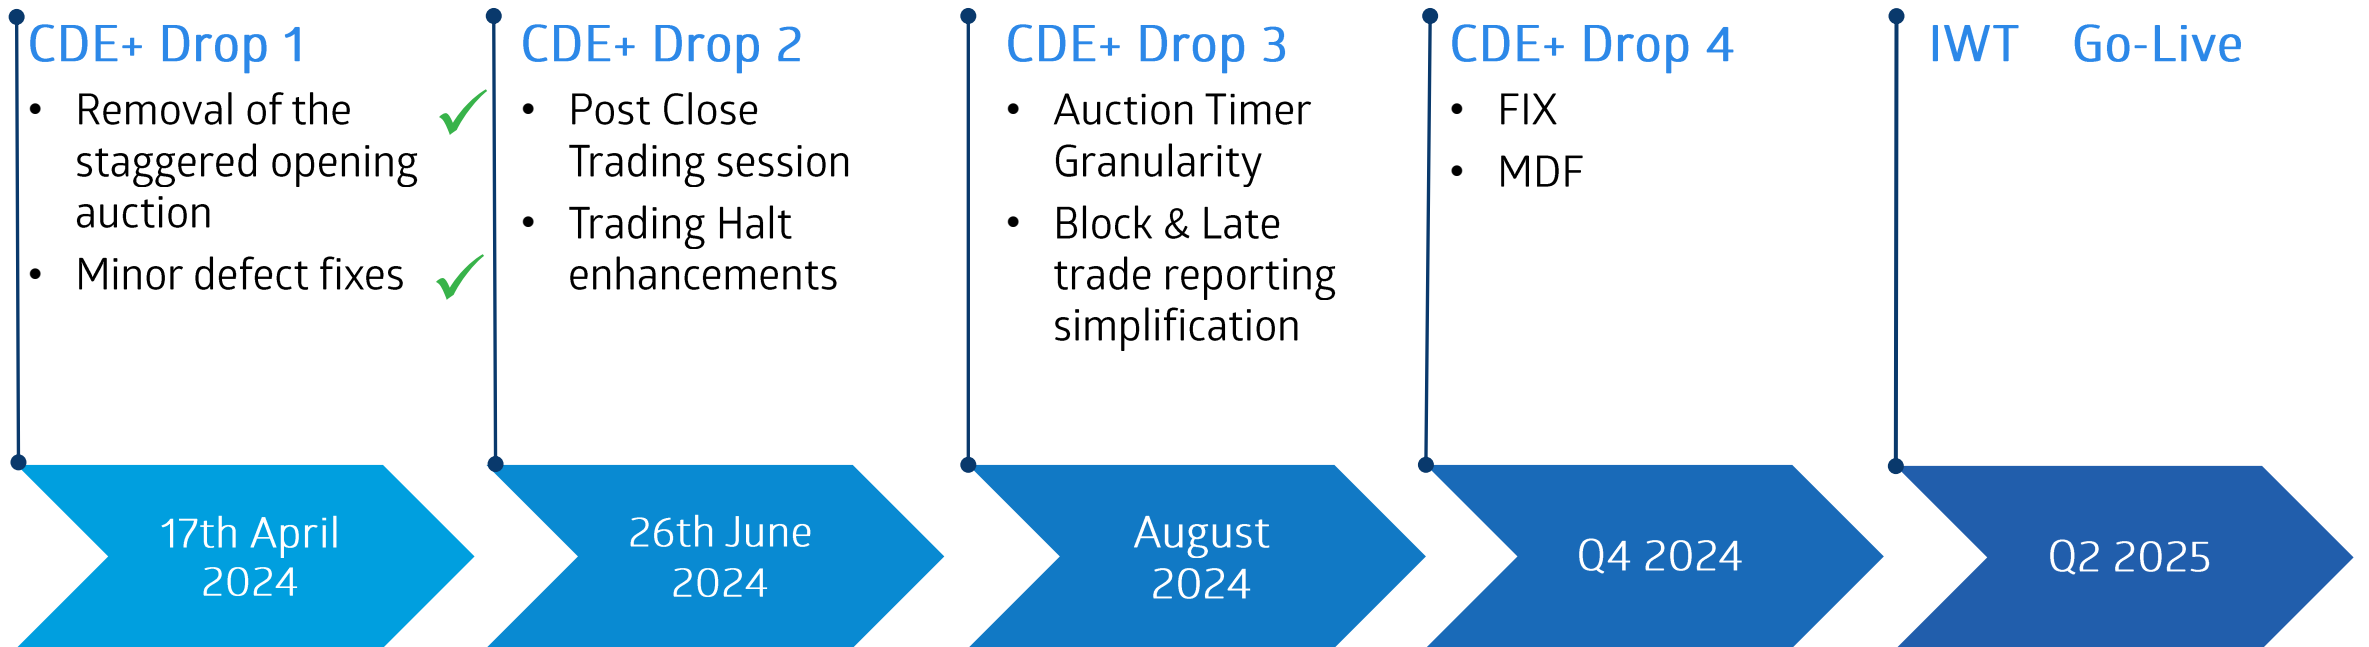 CDE+ Drop 1
• Removal of the
staggered opening
auction
• Minor defect fixes
17th April
2024
CDE+ Drop 2
• Post Close
Trading session
• Trading Halt
enhancements
26th June
2024
CDE+ Drop 3
• Auction Timer
Granularity
• Block & Late
trade reporting
simplification
August
2024
CDE+ Drop 4
• FIX
• MDF
Q4 2024
IWT Go-Live
Q2 2025